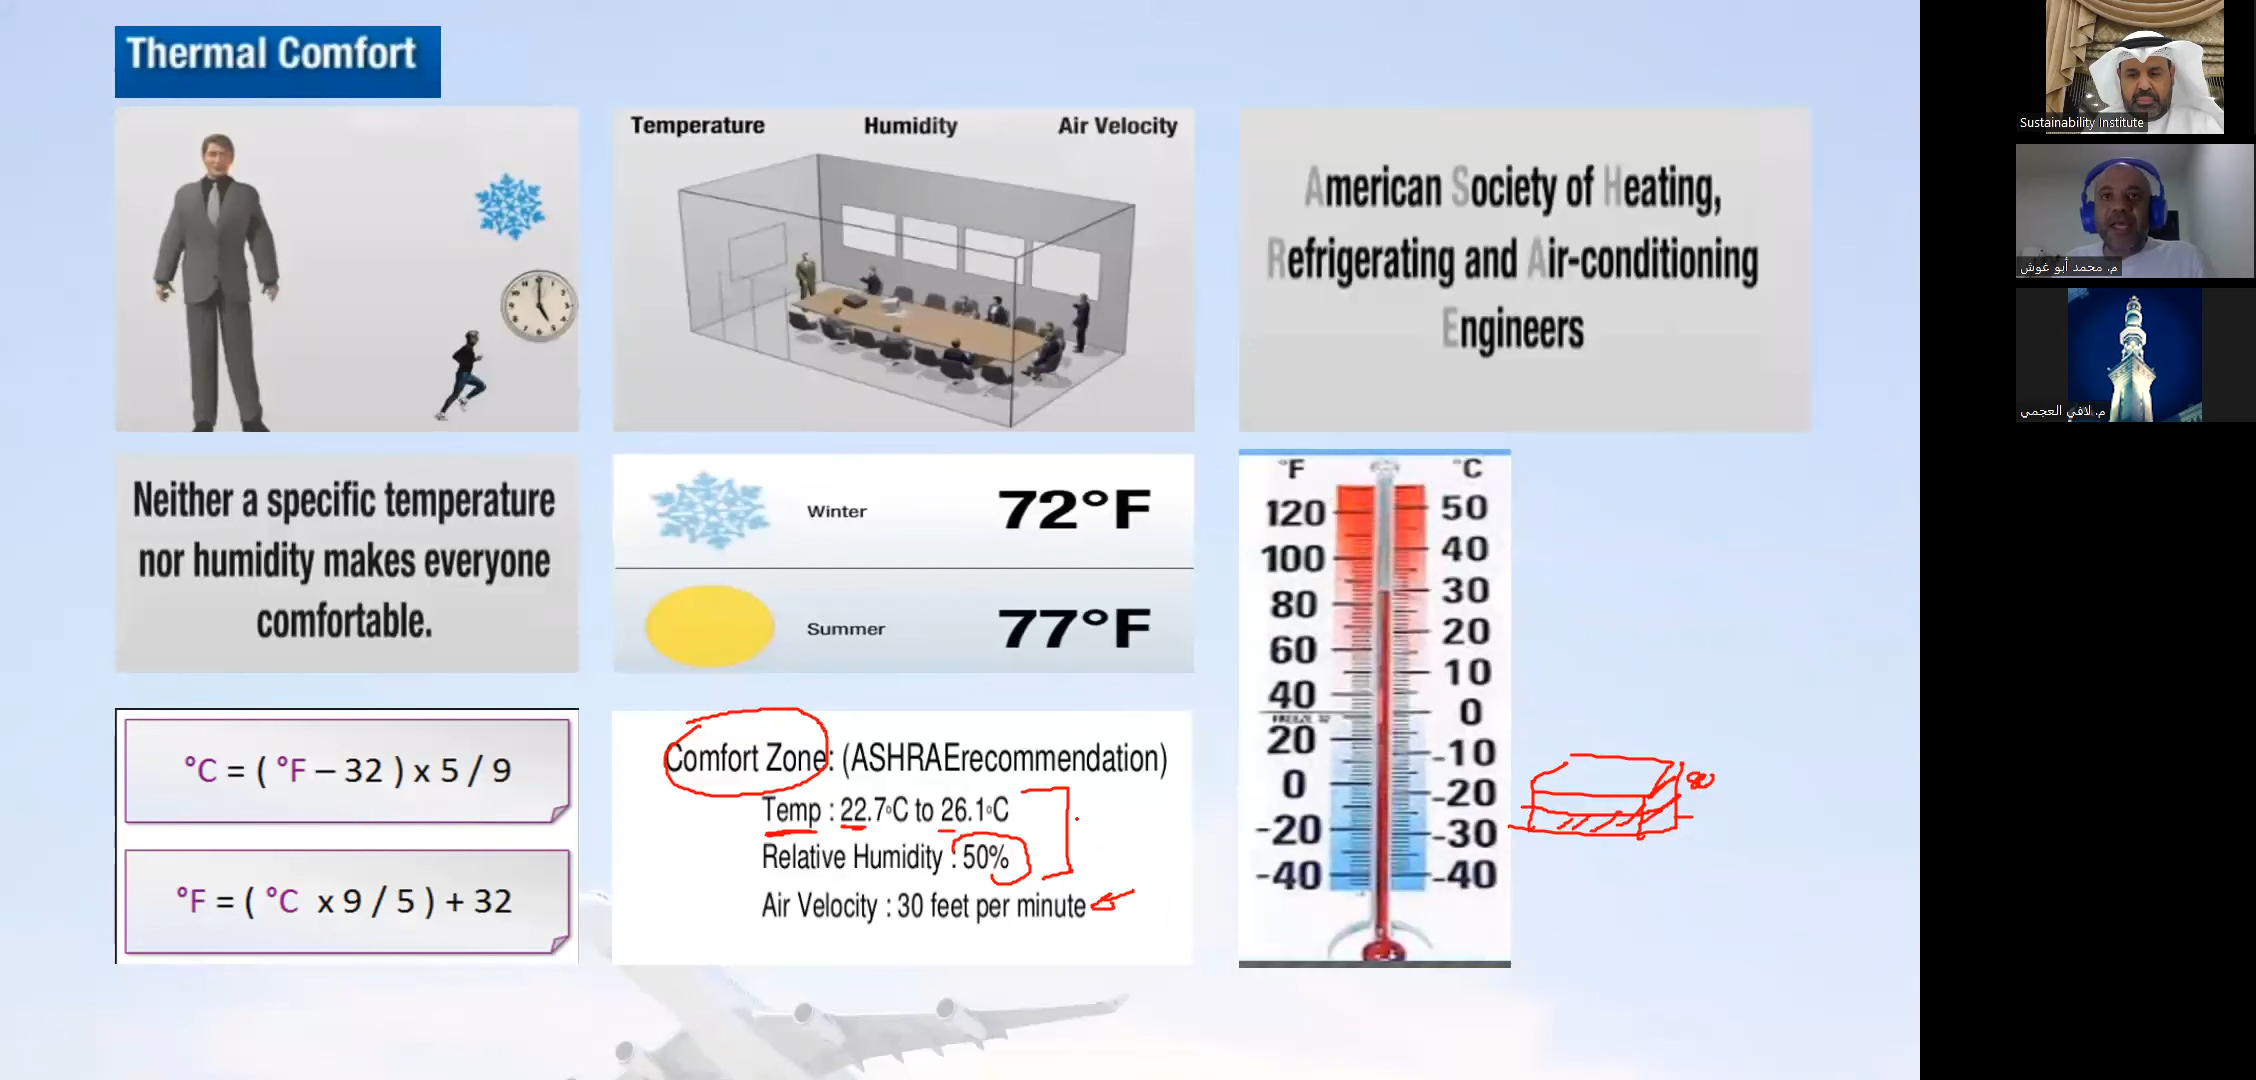 Thermal Comfort
Temperature
Humidity
Air Velocity
American Society of Heating,
Refrigerating and Air-conditioning
Engineers
Neither a specific temperature
nor humidity makes everyone
comfortable.
Winter 72°F
Summer 77°F
°F °C
120 50
100 40
80 30
60 20
40 10
0
20 -10
0 -20
-20 -30
-40 -40
°C = ( °F – 32 ) x 5 / 9
°F = ( °C x 9 / 5 ) + 32
Comfort Zone: (ASHRAErecommendation)
Temp : 22.7°C to 26.1°C
Relative Humidity : 50%
Air Velocity : 30 feet per minute
Sustainability Institute
م. محمد أبو غوش
م. لافي العجمي